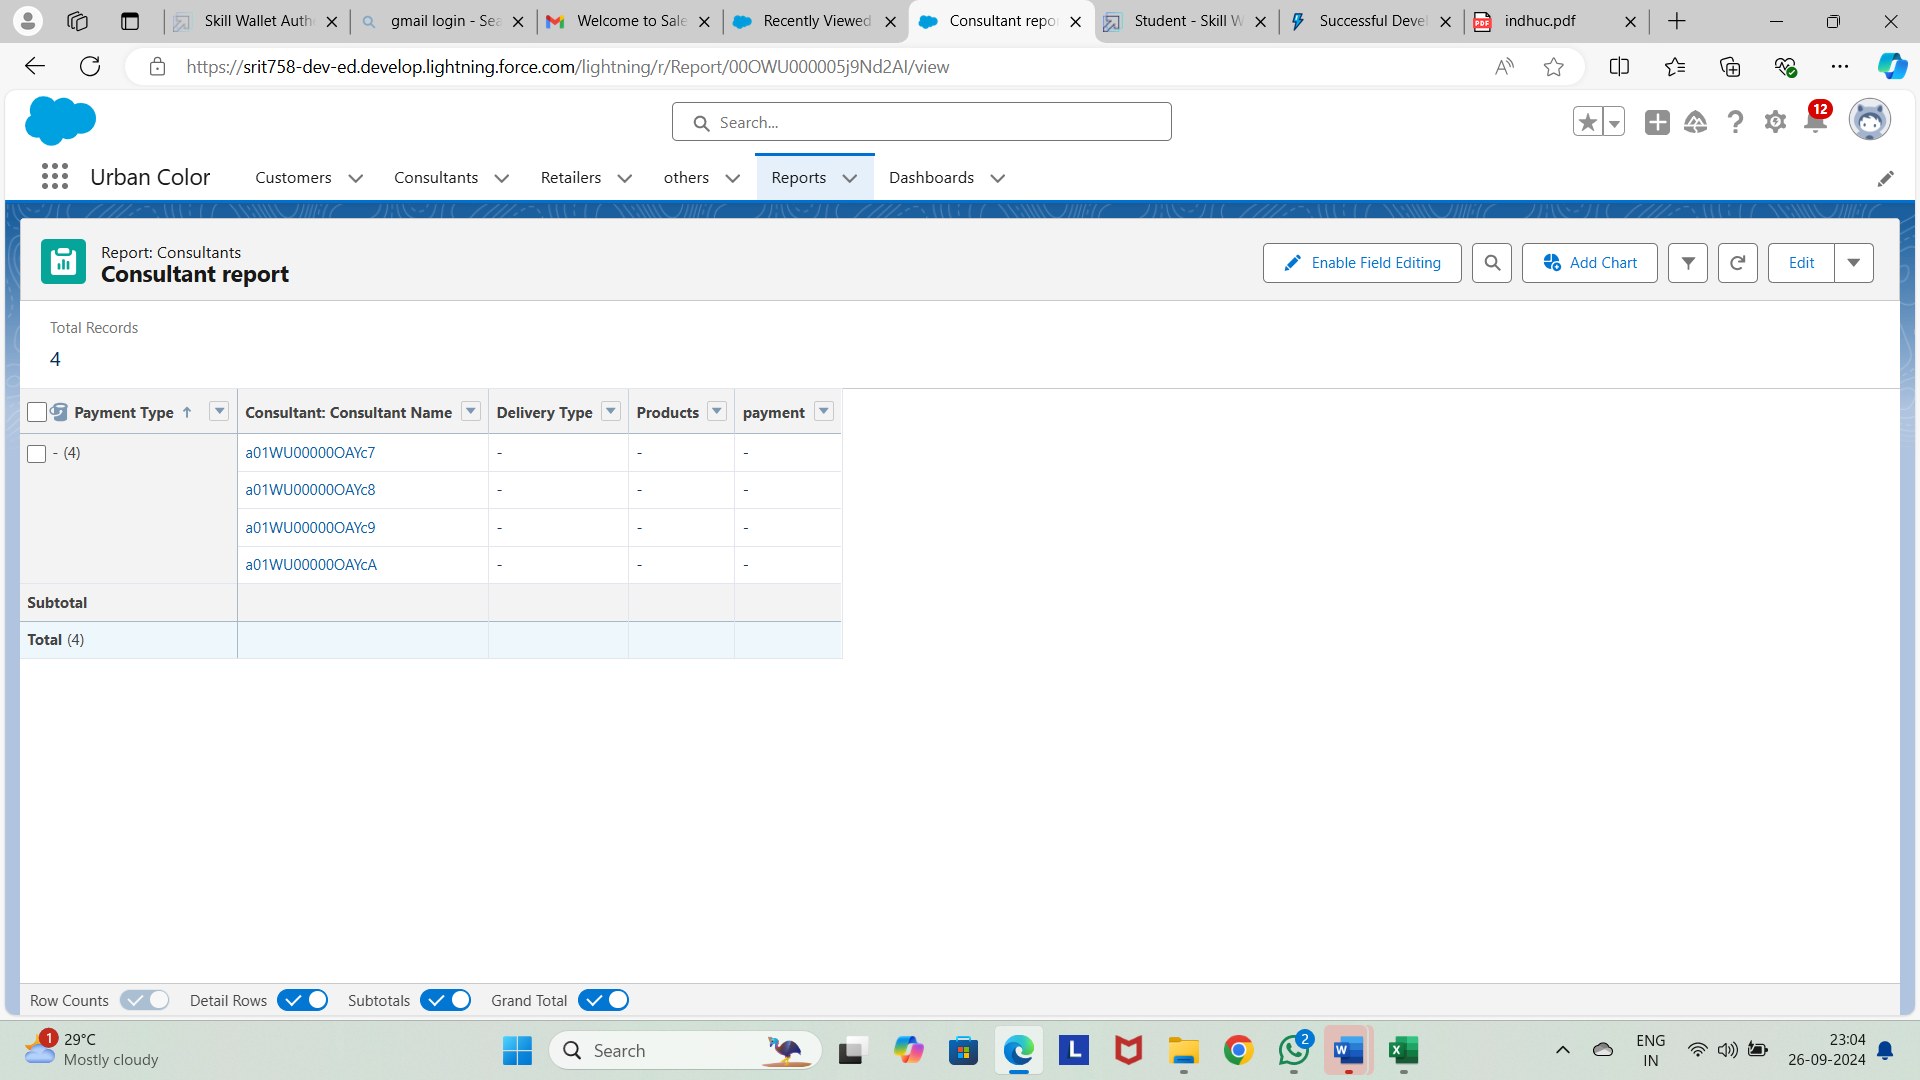 Skill Wallet Auth
gmail login - Sea
Welcome to Sale
Recently Viewed
Consultant repor
Student - Skill W
Successful Devel
indhuc.pdf
https://srit758-dev-ed.develop.lightning.force.com/lightning/r/Report/00OWU000005j9Nd2AI/view
Search...
12
Urban Color
Customers
Consultants
Retailers
others
Reports
Dashboards
Report: Consultants
Consultant report
Enable Field Editing
Add Chart
Edit
Total Records
4
Payment Type ↑
Consultant: Consultant Name
Delivery Type
Products
payment
- (4)
a01WU00000OAYc7 - - -
a01WU00000OAYc8 - - -
a01WU00000OAYc9 - - -
a01WU00000OAYcA - - -
Subtotal
Total (4)
Row Counts
Detail Rows
Subtotals
Grand Total
1
29°C
Mostly cloudy
Search
L
2
W
X
ENG
IN
23:04
26-09-2024